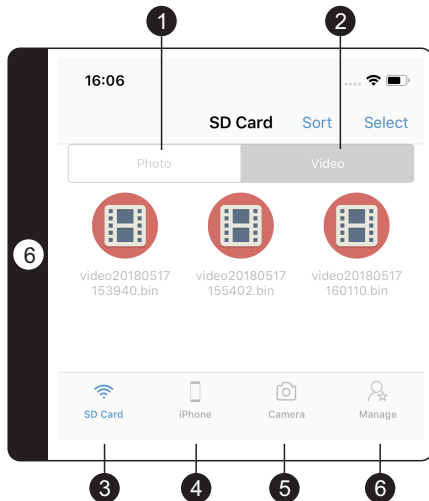 1 2
16:06
SD Card Sort Select
Photo Video
6
video20180517 video20180517 video20180517
153940.bin 155402.bin 160110.bin
SD Card iPhone Camera Manage
3 4 5 6